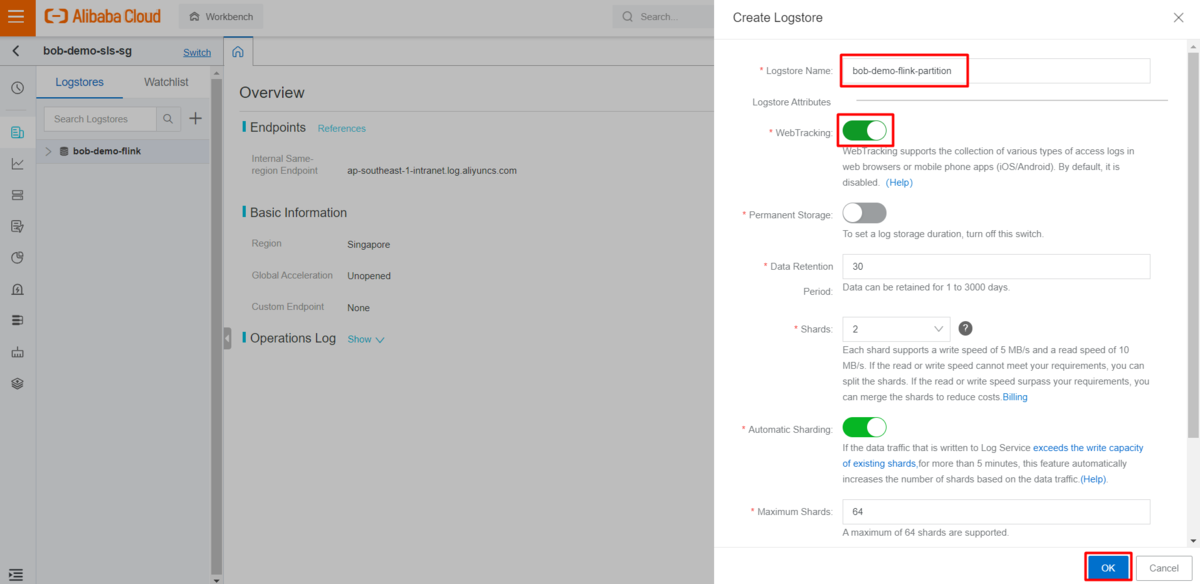 Alibaba Cloud
Workbench
Search...
bob-demo-sls-sg
Switch
Logstores
Watchlist
Search Logstores
bob-demo-flink
Overview
Endpoints References
Internal Same-
region Endpoint
ap-southeast-1-intranet.log.aliyuncs.com
Basic Information
Region Singapore
Global Acceleration Unopened
Custom Endpoint None
Operations Log Show
Create Logstore
* Logstore Name: bob-demo-flink-partition
Logstore Attributes
* WebTracking:
WebTracking supports the collection of various types of access logs in
web browsers or mobile phone apps (iOS/Android). By default, it is
disabled. (Help)
* Permanent Storage:
To set a log storage duration, turn off this switch.
* Data Retention
Period:
30
Data can be retained for 1 to 3000 days.
* Shards: 2 ?
Each shard supports a write speed of 5 MB/s and a read speed of 10
MB/s. If the read or write speed cannot meet your requirements, you can
split the shards. If the read or write speed surpass your requirements, you
can merge the shards to reduce costs.Billing
* Automatic Sharding:
If the data traffic that is written to Log Service exceeds the write capacity
of existing shards,for more than 5 minutes, this feature automatically
increases the number of shards based on the data traffic.(Help).
* Maximum Shards: 64
A maximum of 64 shards are supported.
OK Cancel